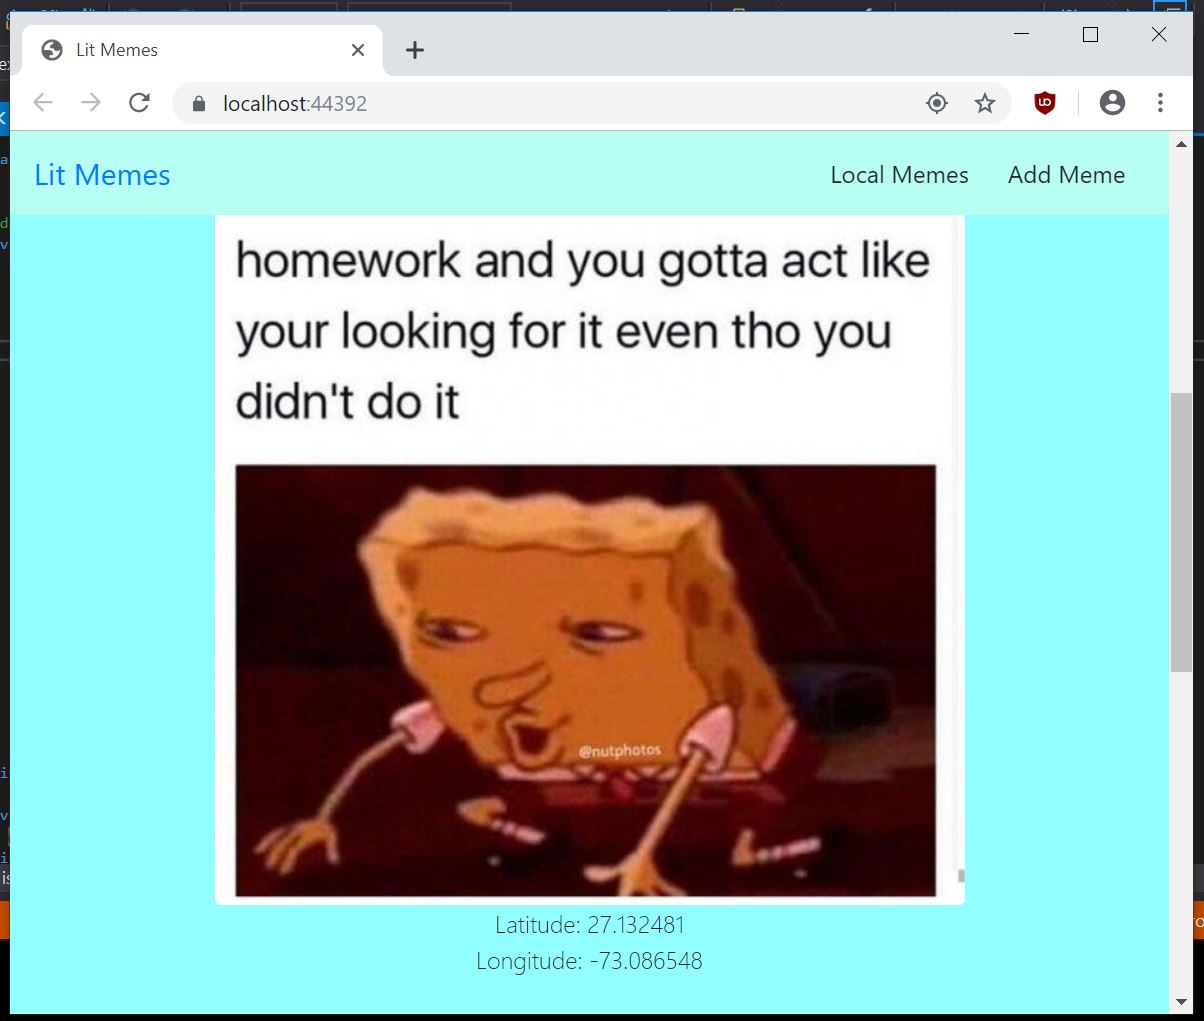 Lit Memes
localhost:44392
Lit Memes
Local Memes
Add Meme
homework and you gotta act like
your looking for it even tho you
didn't do it
@nutphotos
Latitude: 27.132481
Longitude: -73.086548